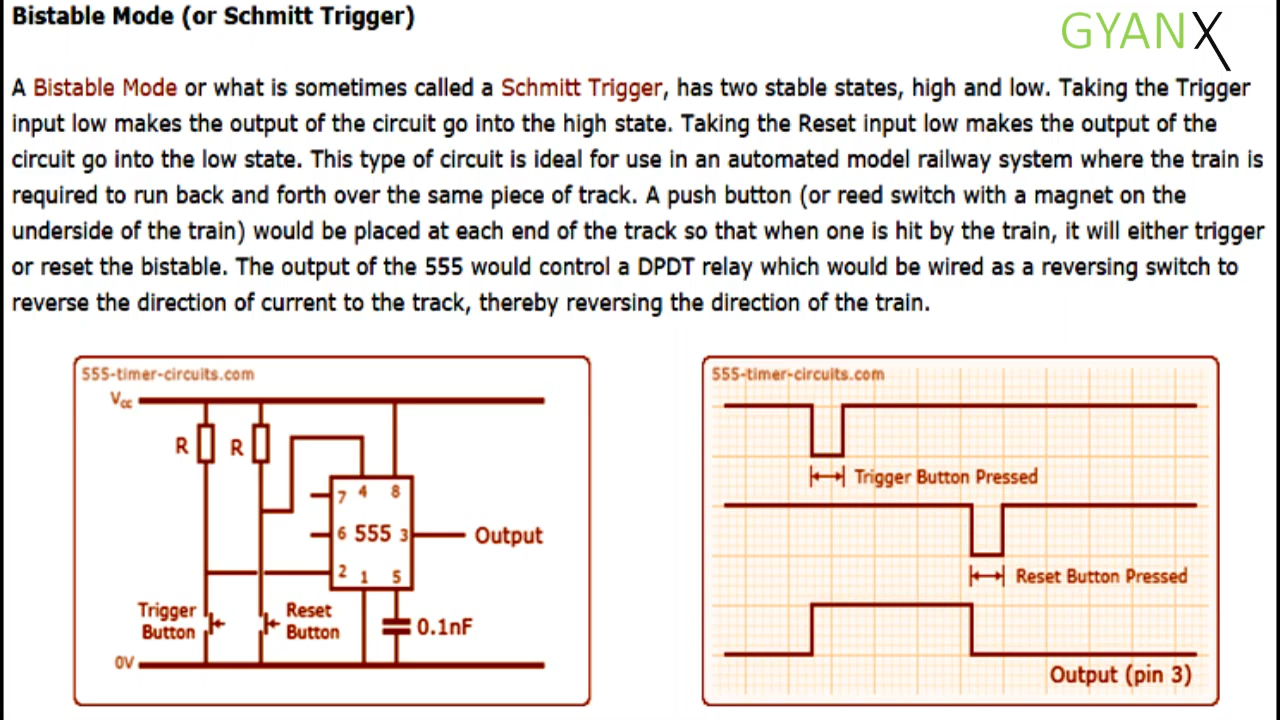 Bistable Mode (or Schmitt Trigger)
GYANX
A Bistable Mode or what is sometimes called a Schmitt Trigger, has two stable states, high and low. Taking the Trigger
input low makes the output of the circuit go into the high state. Taking the Reset input low makes the output of the
circuit go into the low state. This type of circuit is ideal for use in an automated model railway system where the train is
required to run back and forth over the same piece of track. A push button (or reed switch with a magnet on the
underside of the train) would be placed at each end of the track so that when one is hit by the train, it will either trigger
or reset the bistable. The output of the 555 would control a DPDT relay which would be wired as a reversing switch to
reverse the direction of current to the track, thereby reversing the direction of the train.
555-timer-circuits.com
Vcc
R R
7 4 8
6 555 3 Output
2 1 5
Trigger
Button
Reset
Button
0.1nF
0V
555-timer-circuits.com
Trigger Button Pressed
Reset Button Pressed
Output (pin 3)